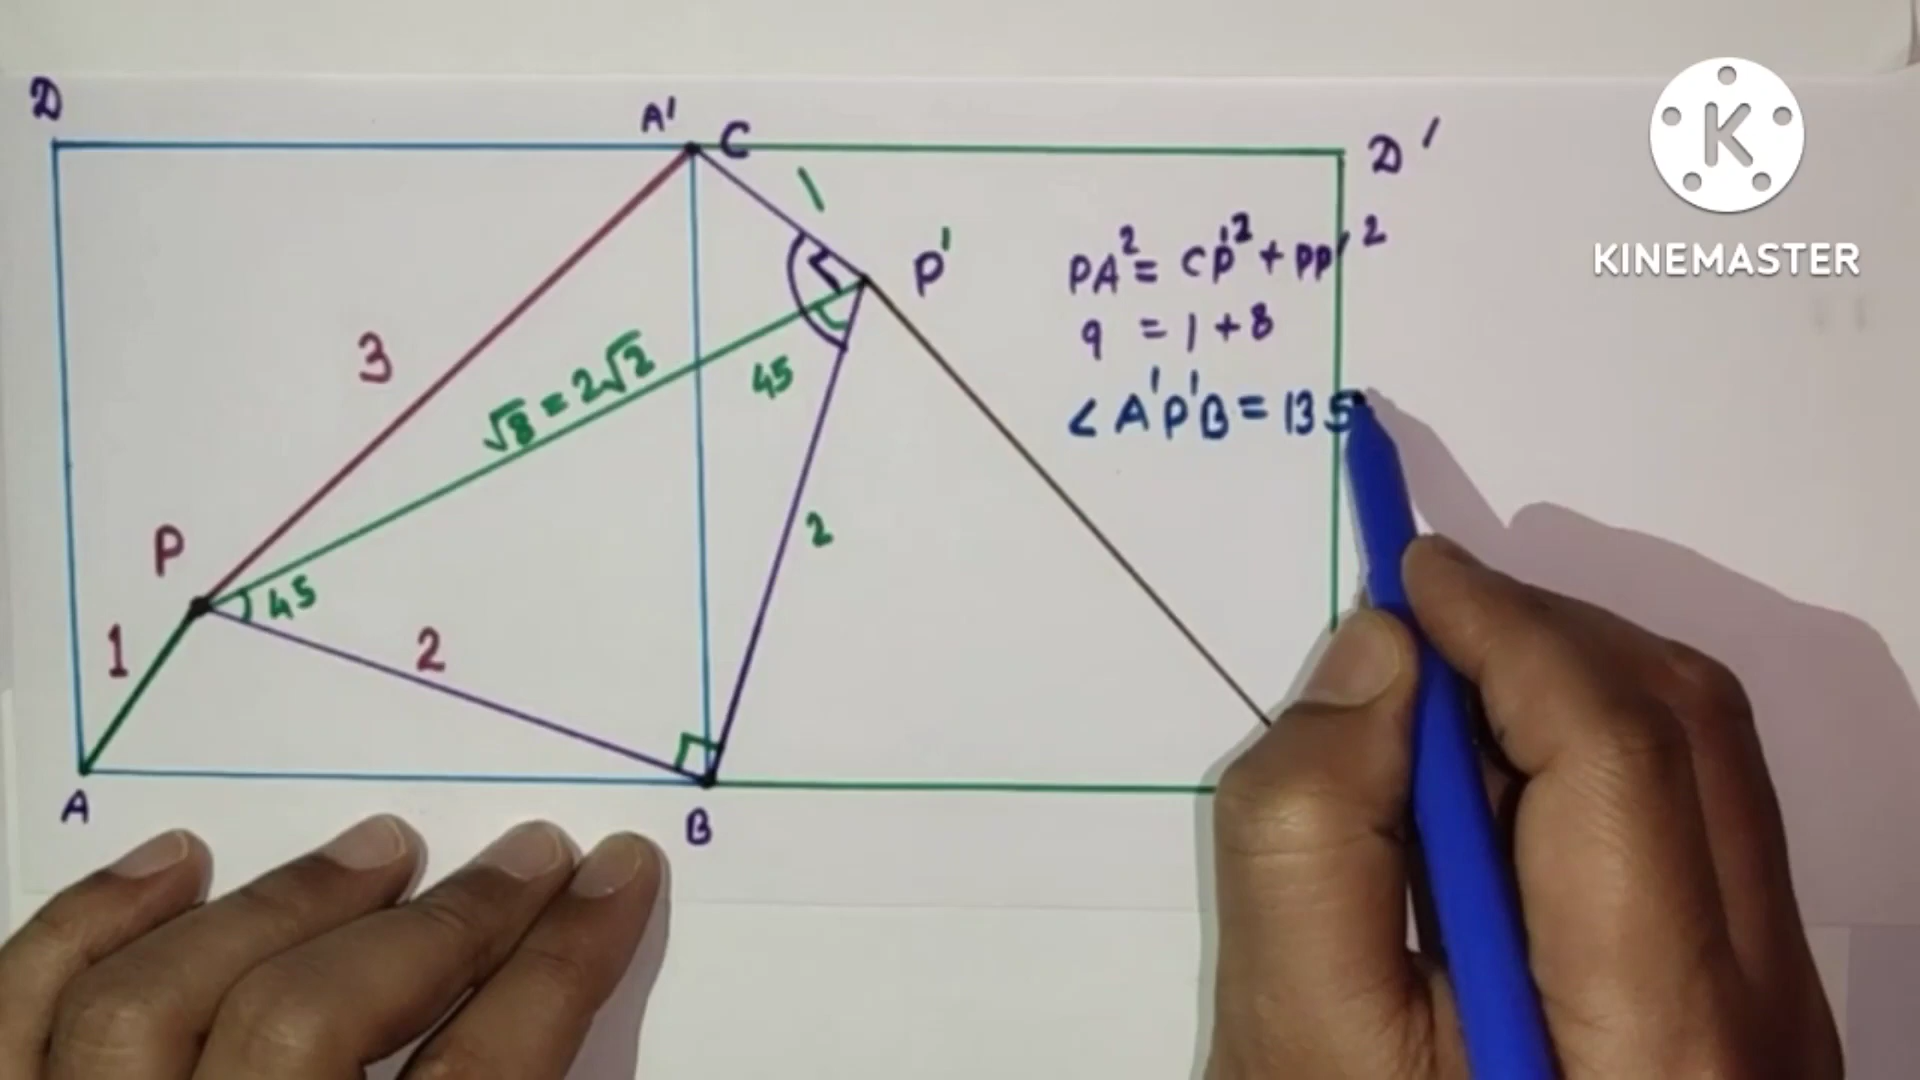 D
A'
C
D'
1
P'
PA²= CP'²+ PP'²
9 = 1 + 8
∠ A'P'B = 135
3
√8 = 2√2
45
P
45
2
1
2
A
B
K
KINEMASTER